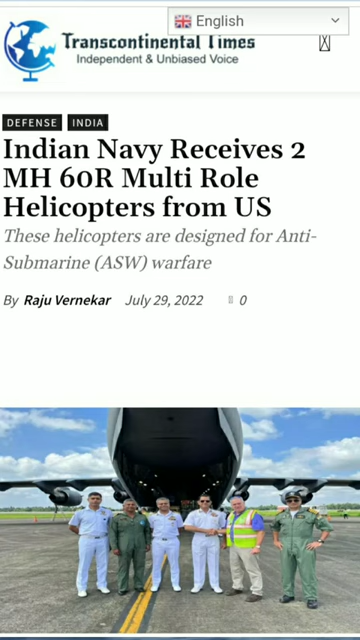 English
Transcontinental Times
Independent & Unbiased Voice
DEFENSE INDIA
Indian Navy Receives 2
MH 60R Multi Role
Helicopters from US
These helicopters are designed for Anti-
Submarine (ASW) warfare
By Raju Vernekar July 29, 2022 0